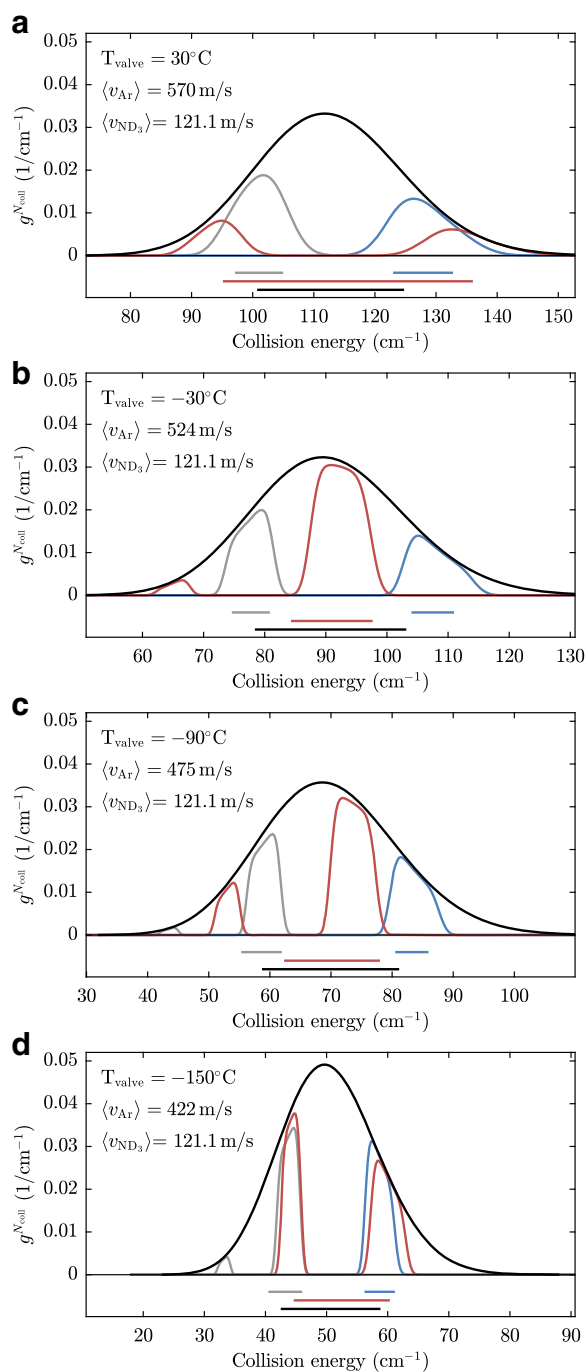 a
0.05
T_valve = 30°C
0.04
⟨v_Ar⟩ = 570 m/s
0.03
⟨v_ND₃⟩= 121.1 m/s
0.02
0.01
0
g^{N_coll} (1/cm⁻¹)
80 90 100 110 120 130 140 150
Collision energy (cm⁻¹)
b
0.05
T_valve = −30°C
0.04
⟨v_Ar⟩ = 524 m/s
0.03
⟨v_ND₃⟩= 121.1 m/s
0.02
0.01
0
g^{N_coll} (1/cm⁻¹)
60 70 80 90 100 110 120 130
Collision energy (cm⁻¹)
c
0.05
T_valve = −90°C
0.04
⟨v_Ar⟩ = 475 m/s
0.03
⟨v_ND₃⟩= 121.1 m/s
0.02
0.01
0
g^{N_coll} (1/cm⁻¹)
30 40 50 60 70 80 90 100
Collision energy (cm⁻¹)
d
0.05
T_valve = −150°C
0.04
⟨v_Ar⟩ = 422 m/s
0.03
⟨v_ND₃⟩= 121.1 m/s
0.02
0.01
0
g^{N_coll} (1/cm⁻¹)
20 30 40 50 60 70 80 90
Collision energy (cm⁻¹)